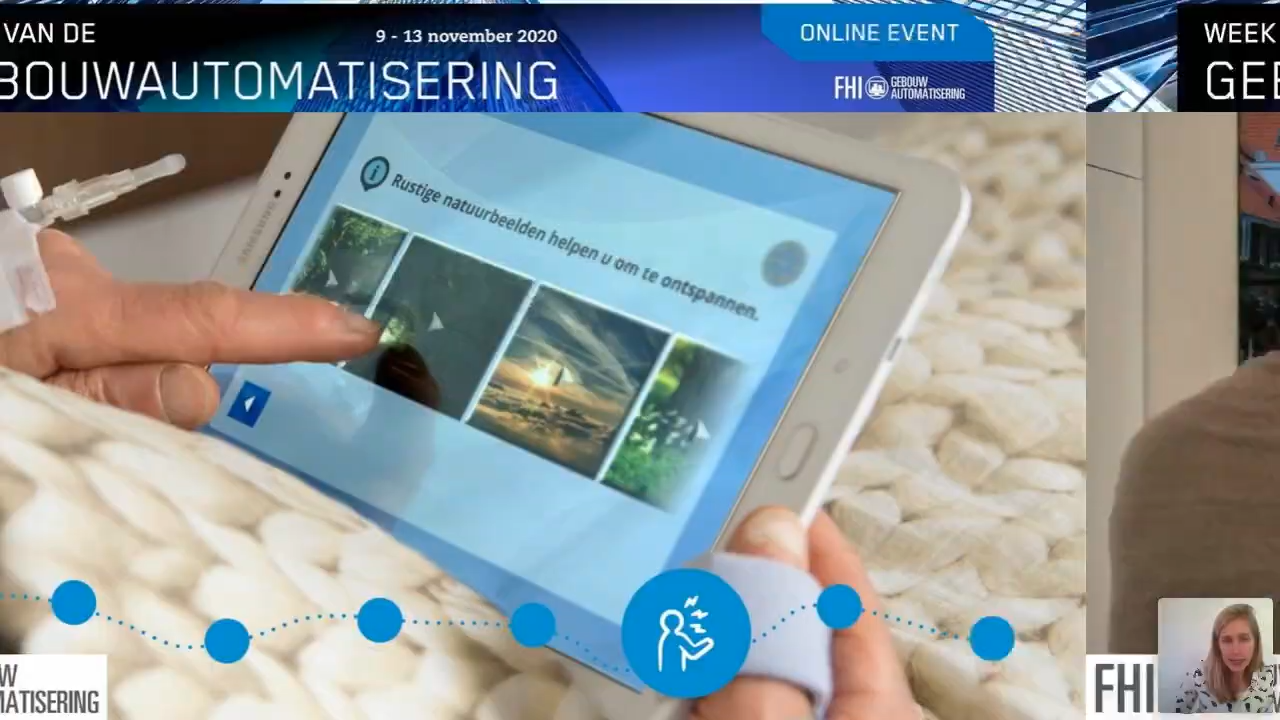 VAN DE
BOUWAUTOMATISERING
9 - 13 november 2020
ONLINE EVENT
FHI GEBOUW
AUTOMATISERING
WEEK
GEE
SAMSUNG
Rustige natuurbeelden helpen u om te ontspannen.
W
MATISERING
FHI